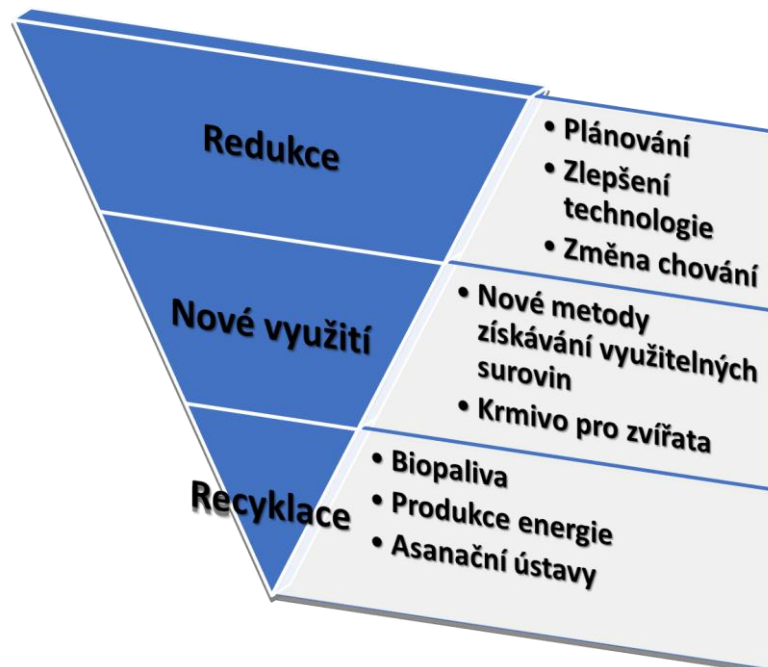 Redukce
• Plánování
• Zlepšení
technologie
• Změna chování
Nové využití
• Nové metody
získávání využitelných
surovin
• Krmivo pro zvířata
Recyklace
• Biopaliva
• Produkce energie
• Asanační ústavy